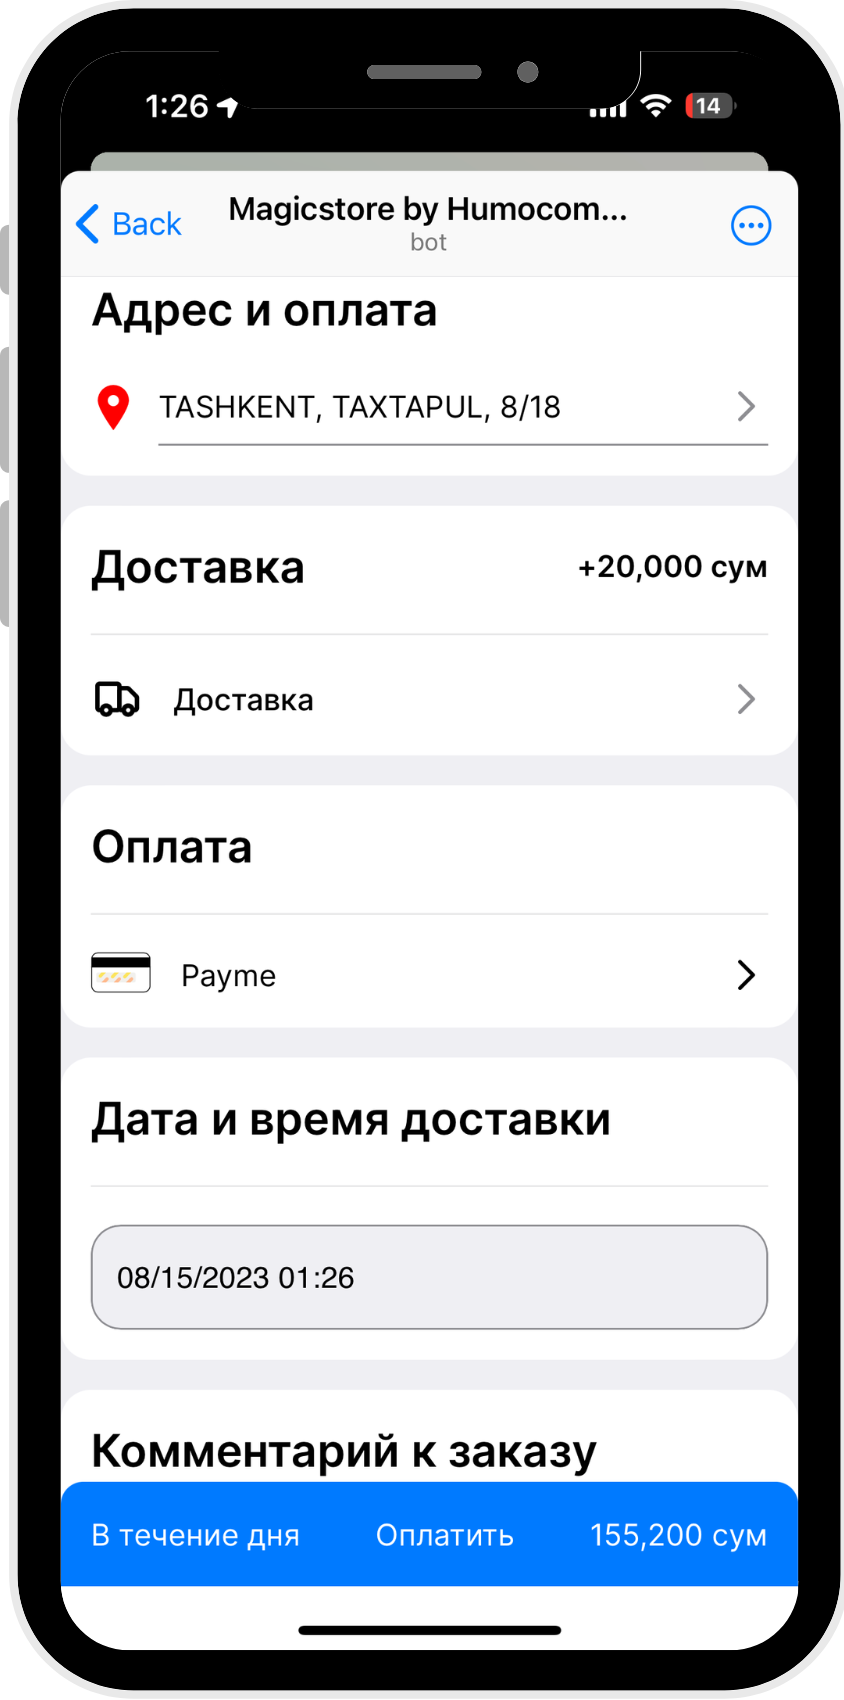 1:26
14
Back
Magicstore by Humocom...
bot
Адрес и оплата
TASHKENT, TAXTAPUL, 8/18
Доставка +20,000 сум
Доставка
Оплата
Payme
Дата и время доставки
08/15/2023 01:26
Комментарий к заказу
В течение дня Оплатить 155,200 сум